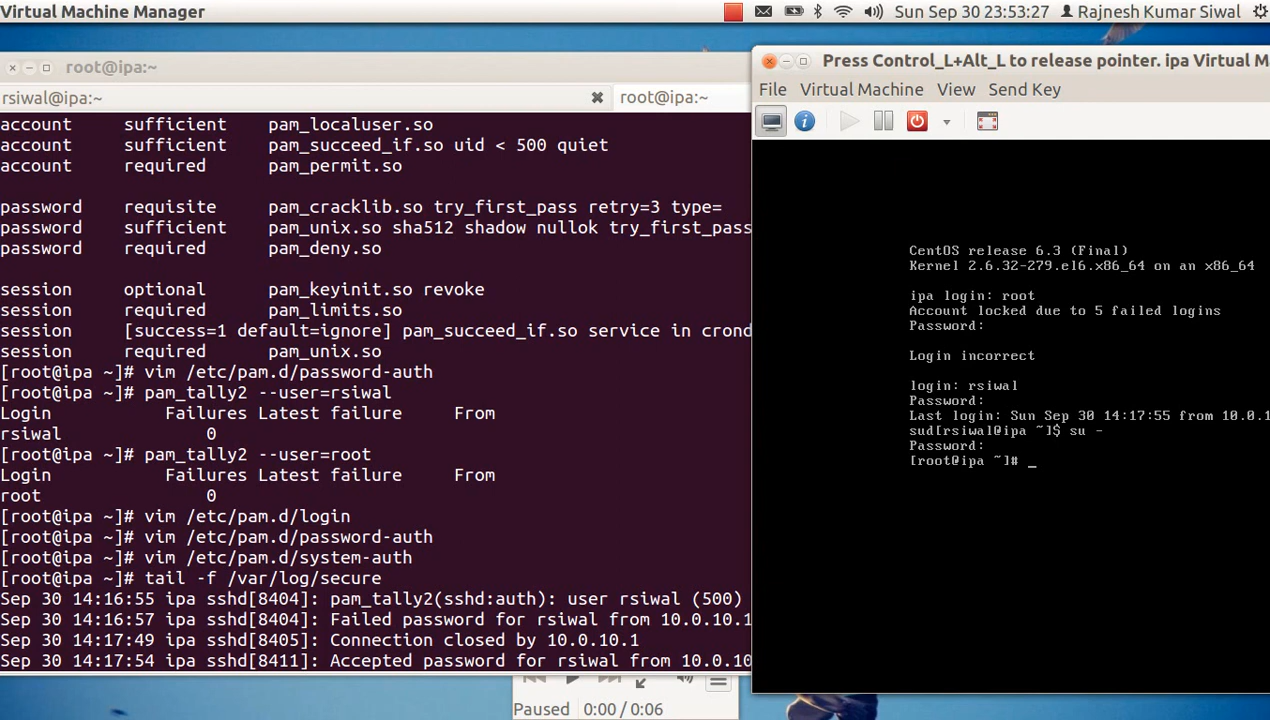 Virtual Machine Manager
Sun Sep 30 23:53:27 Rajnesh Kumar Siwal
root@ipa:~
rsiwal@ipa:~
root@ipa:~
account sufficient pam_localuser.so
account sufficient pam_succeed_if.so uid < 500 quiet
account required pam_permit.so
password requisite pam_cracklib.so try_first_pass retry=3 type=
password sufficient pam_unix.so sha512 shadow nullok try_first_pass
password required pam_deny.so
session optional pam_keyinit.so revoke
session required pam_limits.so
session [success=1 default=ignore] pam_succeed_if.so service in crond
session required pam_unix.so
[root@ipa ~]# vim /etc/pam.d/password-auth
[root@ipa ~]# pam_tally2 --user=rsiwal
Login Failures Latest failure From
rsiwal 0
[root@ipa ~]# pam_tally2 --user=root
Login Failures Latest failure From
root 0
[root@ipa ~]# vim /etc/pam.d/login
[root@ipa ~]# vim /etc/pam.d/password-auth
[root@ipa ~]# vim /etc/pam.d/system-auth
[root@ipa ~]# tail -f /var/log/secure
Sep 30 14:16:55 ipa sshd[8404]: pam_tally2(sshd:auth): user rsiwal (500)
Sep 30 14:16:57 ipa sshd[8404]: Failed password for rsiwal from 10.0.10.1
Sep 30 14:17:49 ipa sshd[8405]: Connection closed by 10.0.10.1
Sep 30 14:17:54 ipa sshd[8411]: Accepted password for rsiwal from 10.0.10
Press Control_L+Alt_L to release pointer. ipa Virtual Ma
File Virtual Machine View Send Key
CentOS release 6.3 (Final)
Kernel 2.6.32-279.el6.x86_64 on an x86_64
ipa login: root
Account locked due to 5 failed logins
Password:
Login incorrect
login: rsiwal
Password:
Last login: Sun Sep 30 14:17:55 from 10.0.1
sud[rsiwal@ipa ~]$ su -
Password:
[root@ipa ~]# _
Paused 0:00 / 0:06